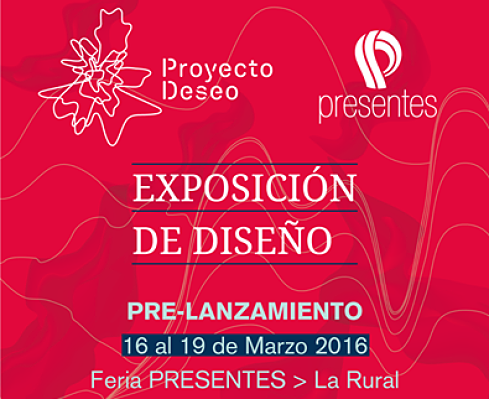 Proyecto
Deseo
presentes
EXPOSICIÓN
DE DISEÑO
PRE-LANZAMIENTO
16 al 19 de Marzo 2016
Feria PRESENTES > La Rural